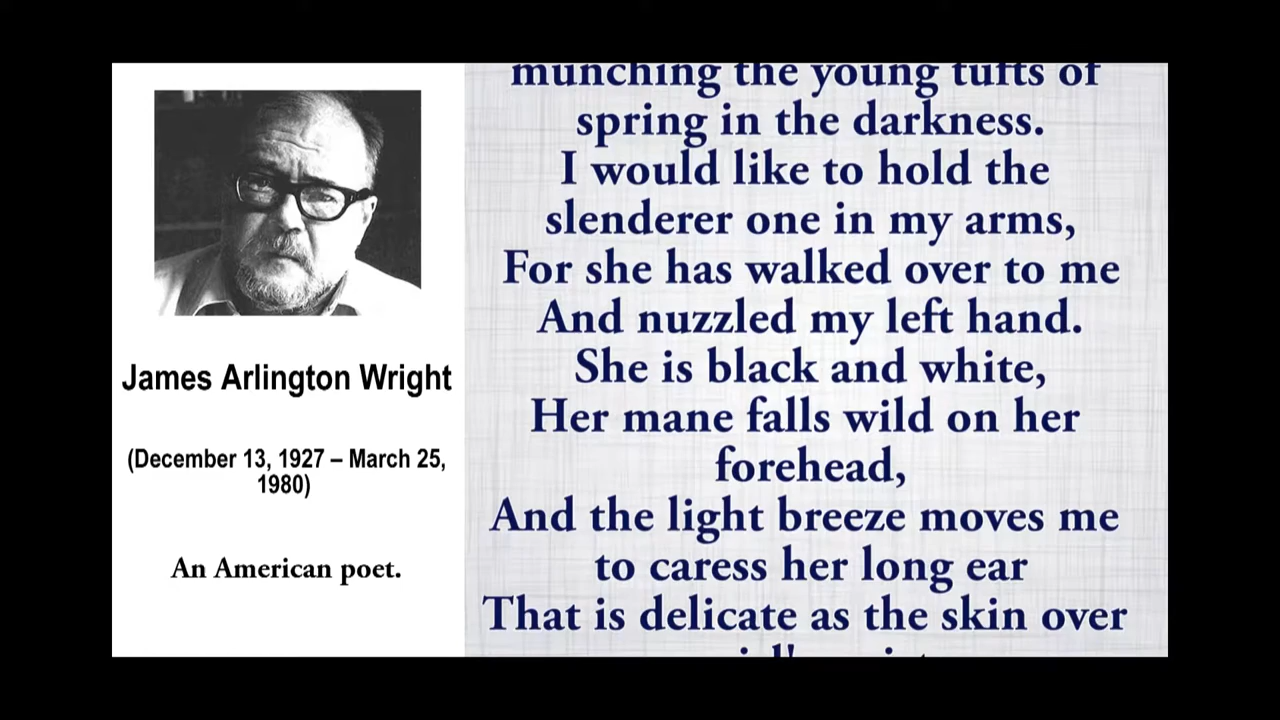 James Arlington Wright
(December 13, 1927 – March 25,
1980)
An American poet.
munching the young tufts of
spring in the darkness.
I would like to hold the
slenderer one in my arms,
For she has walked over to me
And nuzzled my left hand.
She is black and white,
Her mane falls wild on her
forehead,
And the light breeze moves me
to caress her long ear
That is delicate as the skin over